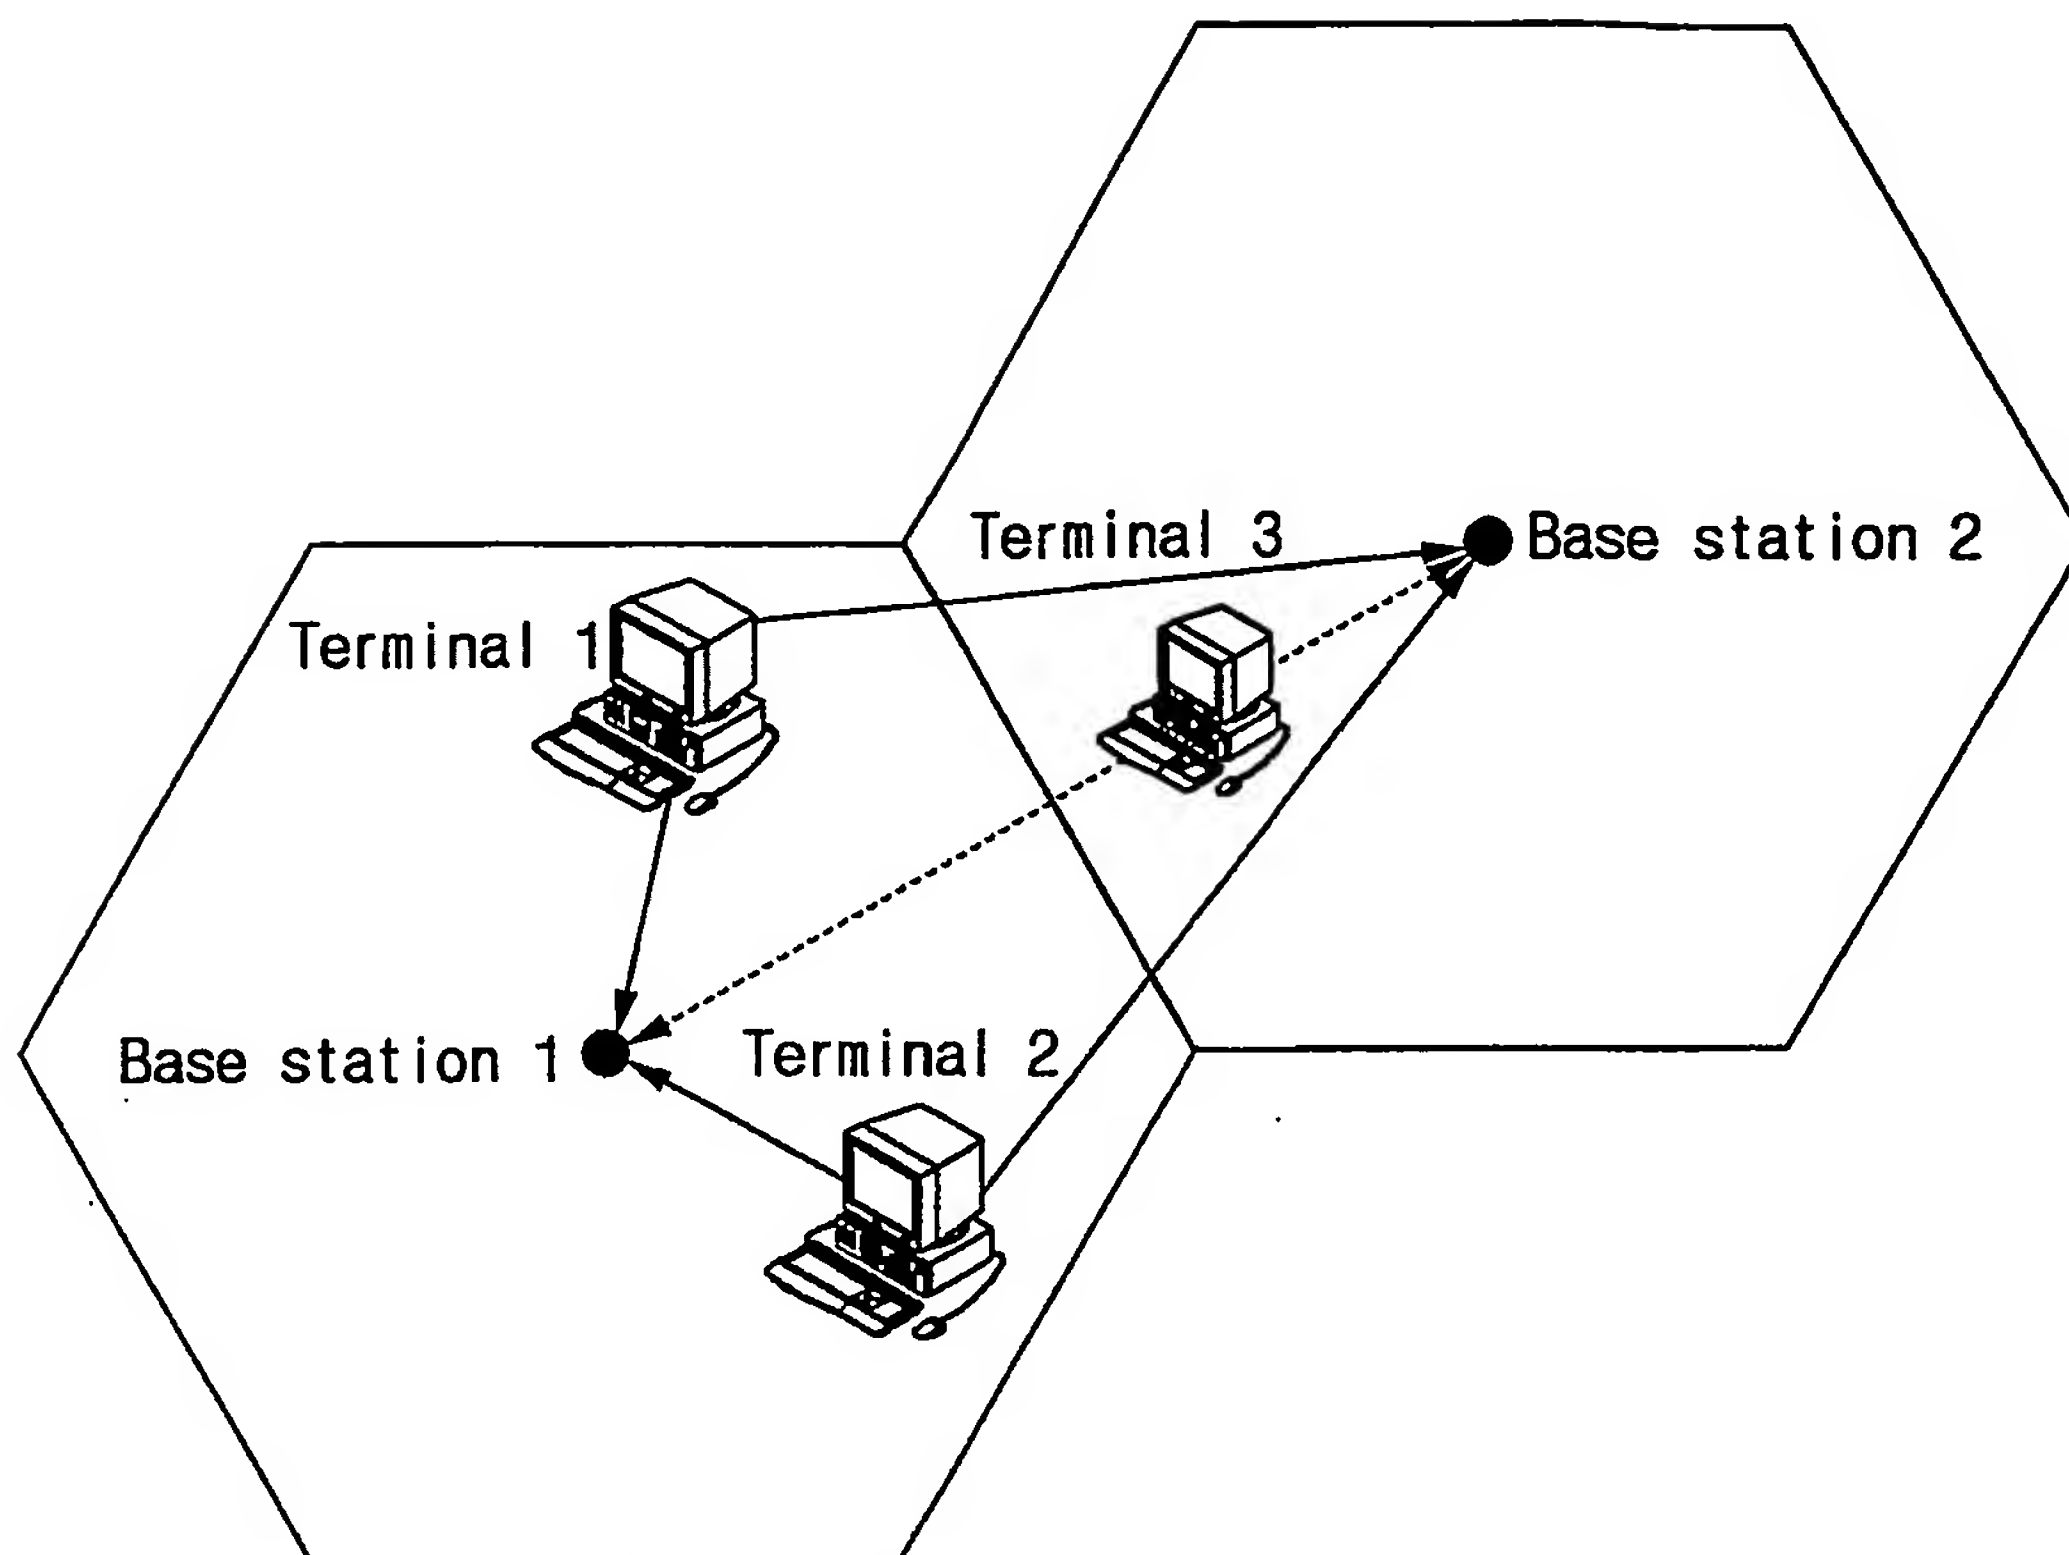 Terminal 3
Base station 2
Terminal 1
Base station 1
Terminal 2